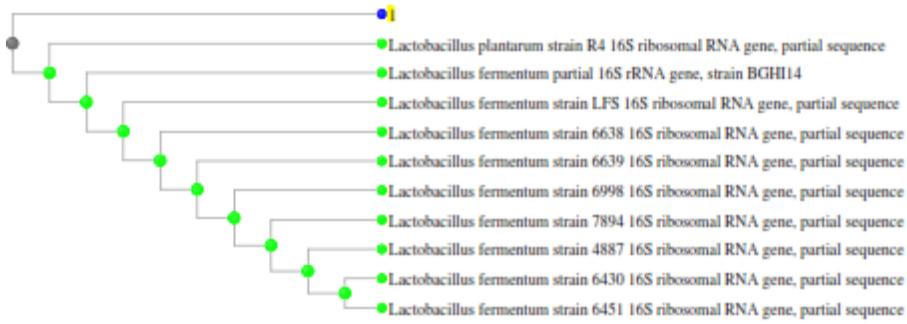 Lactobacillus plantarum strain R4 16S ribosomal RNA gene, partial sequence
Lactobacillus fermentum partial 16S rRNA gene, strain BGHI14
Lactobacillus fermentum strain LFS 16S ribosomal RNA gene, partial sequence
Lactobacillus fermentum strain 6638 16S ribosomal RNA gene, partial sequence
Lactobacillus fermentum strain 6639 16S ribosomal RNA gene, partial sequence
Lactobacillus fermentum strain 6998 16S ribosomal RNA gene, partial sequence
Lactobacillus fermentum strain 7894 16S ribosomal RNA gene, partial sequence
Lactobacillus fermentum strain 4887 16S ribosomal RNA gene, partial sequence
Lactobacillus fermentum strain 6430 16S ribosomal RNA gene, partial sequence
Lactobacillus fermentum strain 6451 16S ribosomal RNA gene, partial sequence